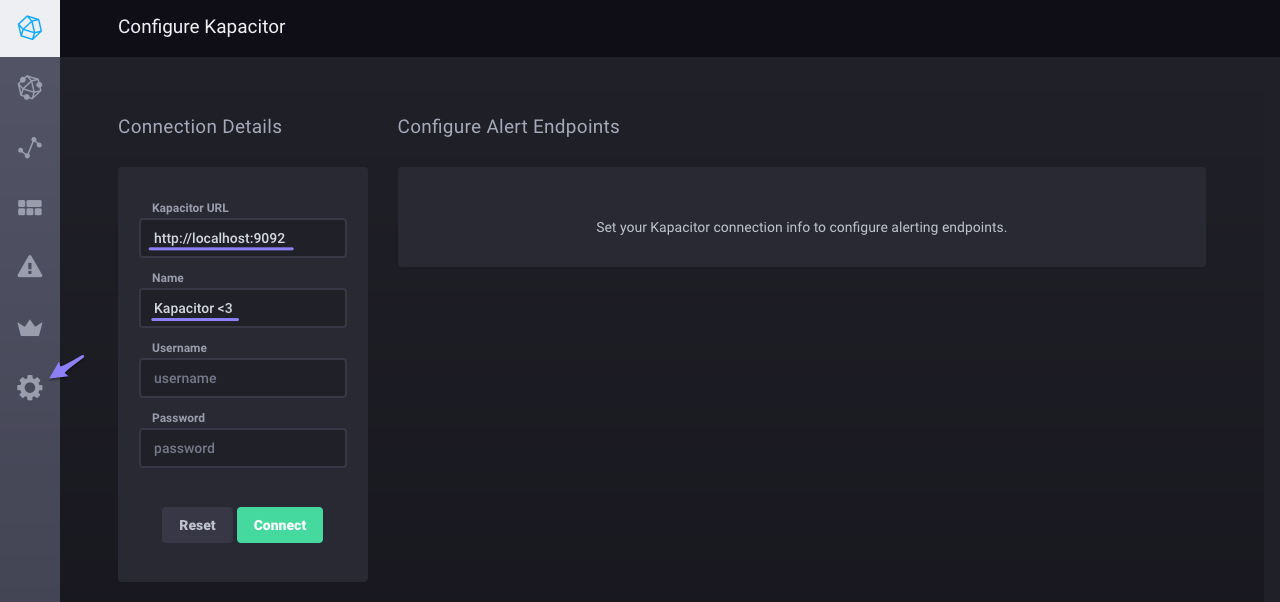 Configure Kapacitor
Connection Details
Configure Alert Endpoints
Kapacitor URL
http://localhost:9092
Name
Kapacitor <3
Username
username
Password
password
Reset
Connect
Set your Kapacitor connection info to configure alerting endpoints.